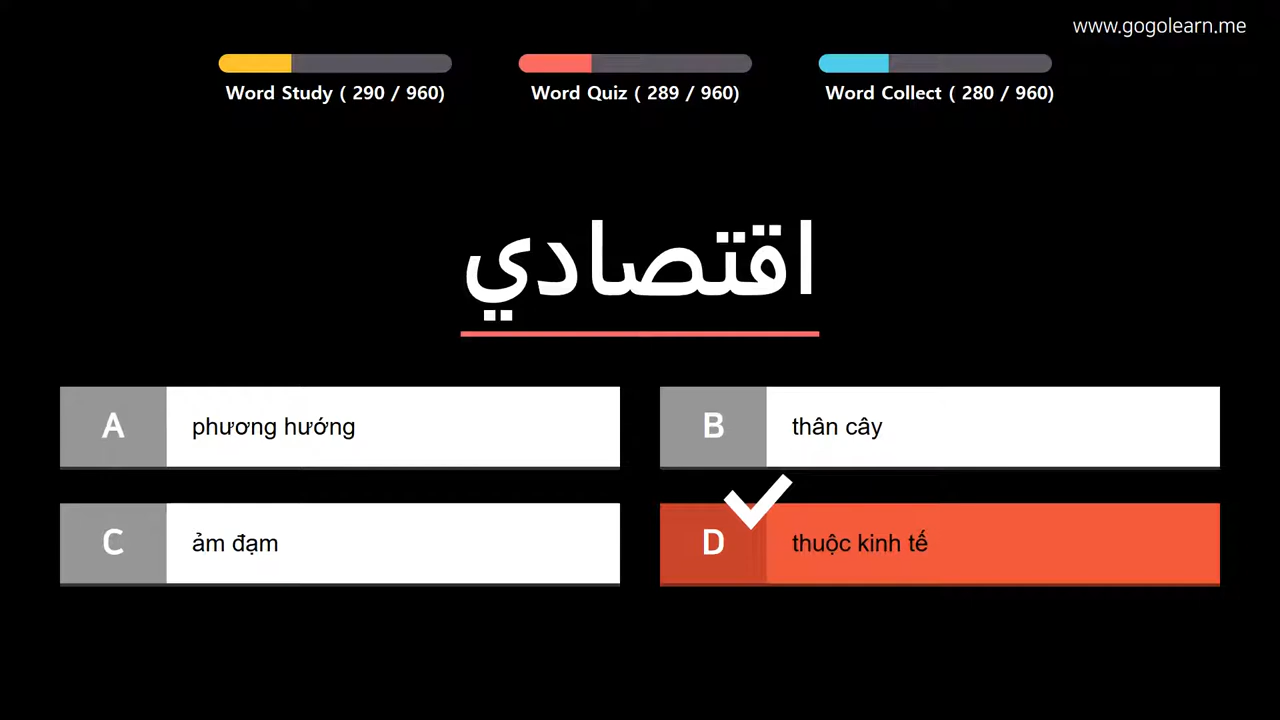 www.gogolearn.me
Word Study ( 290 / 960)
Word Quiz ( 289 / 960)
Word Collect ( 280 / 960)
اقتصادي
A phương hướng
B thân cây
C ảm đạm
D thuộc kinh tế